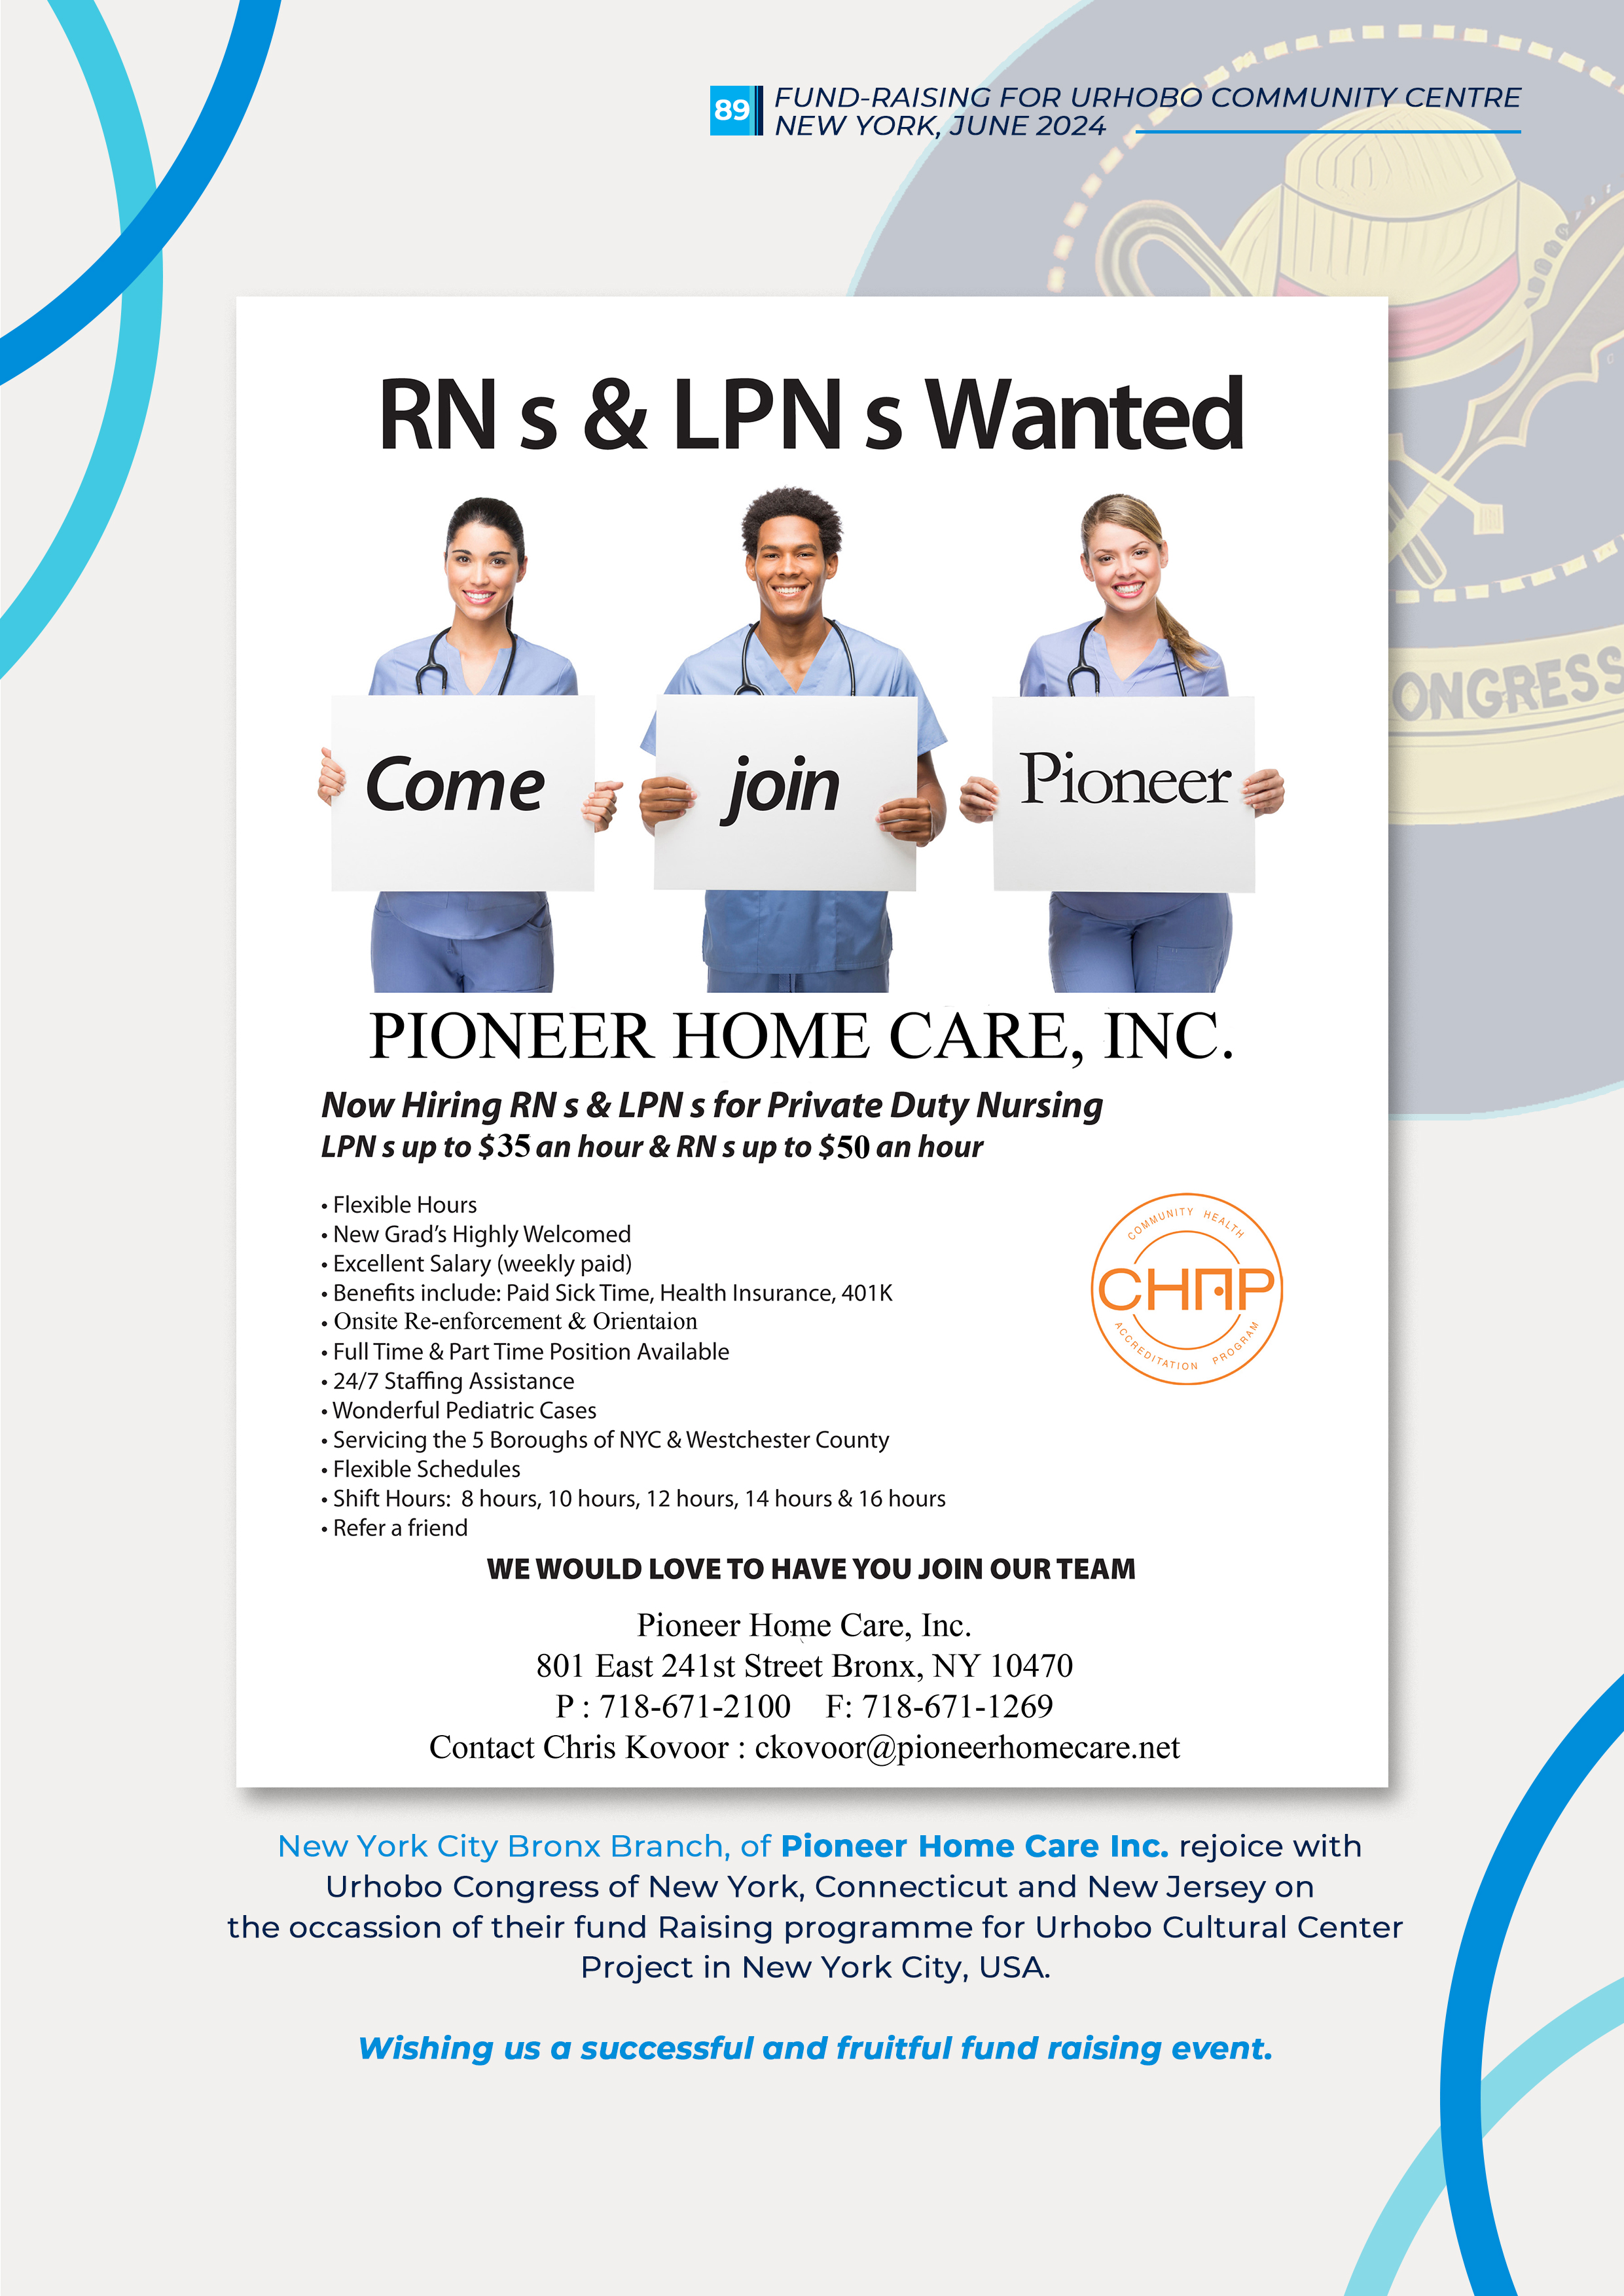 89
FUND-RAISING FOR URHOBO COMMUNITY CENTRE
NEW YORK, JUNE 2024
RN s & LPN s Wanted
Come
join
Pioneer
ONGRESS
PIONEER HOME CARE, INC.
Now Hiring RN s & LPN s for Private Duty Nursing
LPN s up to $35 an hour & RN s up to $50 an hour
• Flexible Hours
• New Grad’s Highly Welcomed
• Excellent Salary (weekly paid)
• Benefits include: Paid Sick Time, Health Insurance, 401K
• Onsite Re-enforcement & Orientaion
• Full Time & Part Time Position Available
• 24/7 Staffing Assistance
• Wonderful Pediatric Cases
• Servicing the 5 Boroughs of NYC & Westchester County
• Flexible Schedules
• Shift Hours: 8 hours, 10 hours, 12 hours, 14 hours & 16 hours
• Refer a friend
COMMUNITY HEALTH
CHAP
ACCREDITATION PROGRAM
WE WOULD LOVE TO HAVE YOU JOIN OUR TEAM
Pioneer Home Care, Inc.
801 East 241st Street Bronx, NY 10470
P : 718-671-2100 F: 718-671-1269
Contact Chris Kovoor : ckovoor@pioneerhomecare.net
New York City Bronx Branch, of Pioneer Home Care Inc. rejoice with
Urhobo Congress of New York, Connecticut and New Jersey on
the occassion of their fund Raising programme for Urhobo Cultural Center
Project in New York City, USA.
Wishing us a successful and fruitful fund raising event.